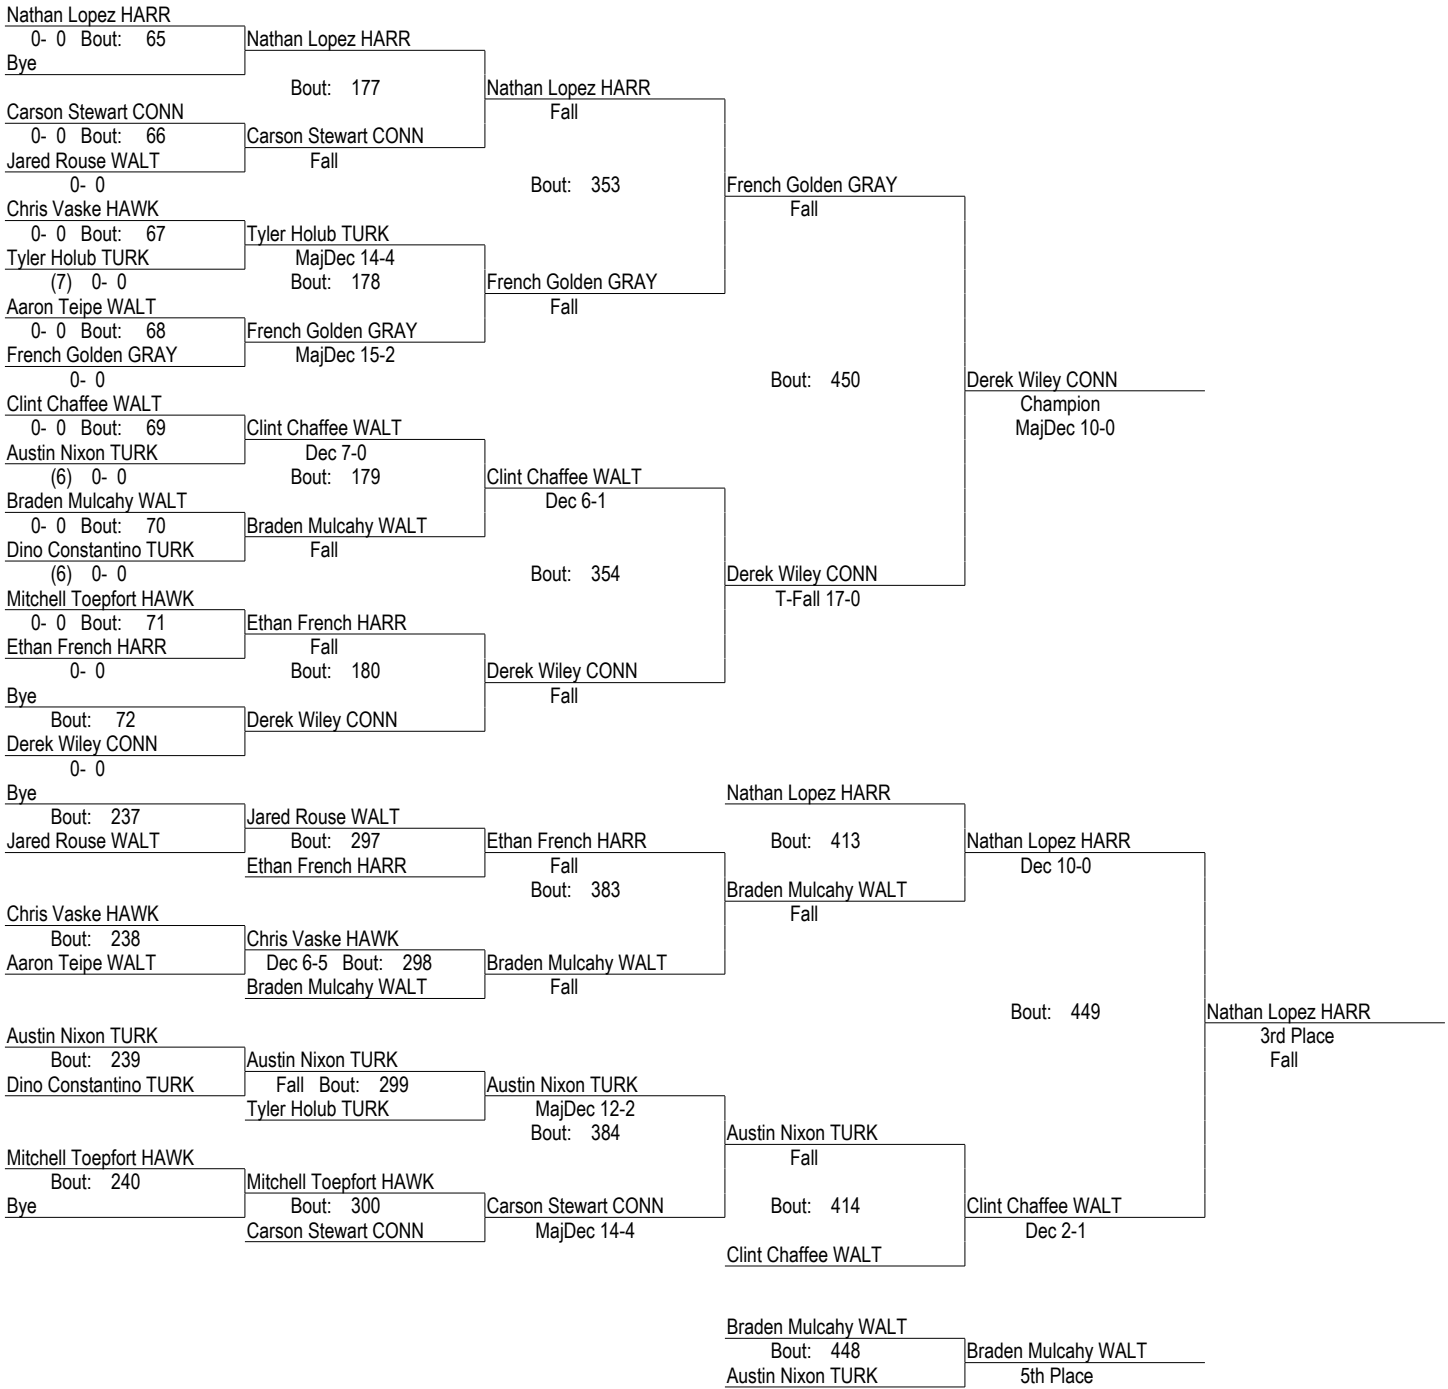 Nathan Lopez HARR
0- 0 Bout: 65 Nathan Lopez HARR
Bye
Bout: 177 Nathan Lopez HARR
Carson Stewart CONN Fall
0- 0 Bout: 66 Carson Stewart CONN
Jared Rouse WALT Fall
0- 0 Bout: 353 French Golden GRAY
Chris Vaske HAWK Fall
0- 0 Bout: 67 Tyler Holub TURK
Tyler Holub TURK MajDec 14-4
(7) 0- 0 Bout: 178 French Golden GRAY
Aaron Teipe WALT Fall
0- 0 Bout: 68 French Golden GRAY
French Golden GRAY MajDec 15-2
0- 0 Bout: 450 Derek Wiley CONN
Clint Chaffee WALT Champion
0- 0 Bout: 69 Clint Chaffee WALT MajDec 10-0
Austin Nixon TURK Dec 7-0
(6) 0- 0 Bout: 179 Clint Chaffee WALT
Braden Mulcahy WALT Dec 6-1
0- 0 Bout: 70 Braden Mulcahy WALT
Dino Constantino TURK Fall
(6) 0- 0 Bout: 354 Derek Wiley CONN
Mitchell Toepfort HAWK T-Fall 17-0
0- 0 Bout: 71 Ethan French HARR
Ethan French HARR Fall
0- 0 Bout: 180 Derek Wiley CONN
Bye Fall
Bout: 72 Derek Wiley CONN
Derek Wiley CONN
0- 0
Bye Nathan Lopez HARR
Bout: 237 Jared Rouse WALT
Jared Rouse WALT Bout: 297 Ethan French HARR Bout: 413 Nathan Lopez HARR
Ethan French HARR Fall Dec 10-0
Bout: 383 Braden Mulcahy WALT
Chris Vaske HAWK Fall
Bout: 238 Chris Vaske HAWK
Aaron Teipe WALT Dec 6-5 Bout: 298 Braden Mulcahy WALT
Braden Mulcahy WALT Fall
Bout: 449 Nathan Lopez HARR
Austin Nixon TURK 3rd Place
Bout: 239 Austin Nixon TURK Fall
Dino Constantino TURK Fall Bout: 299 Austin Nixon TURK
Tyler Holub TURK MajDec 12-2
Bout: 384 Austin Nixon TURK
Mitchell Toepfort HAWK Fall
Bout: 240 Mitchell Toepfort HAWK
Bye Bout: 300 Carson Stewart CONN Bout: 414 Clint Chaffee WALT
Carson Stewart CONN MajDec 14-4 Dec 2-1
Clint Chaffee WALT
Braden Mulcahy WALT
Bout: 448 Braden Mulcahy WALT
Austin Nixon TURK 5th Place